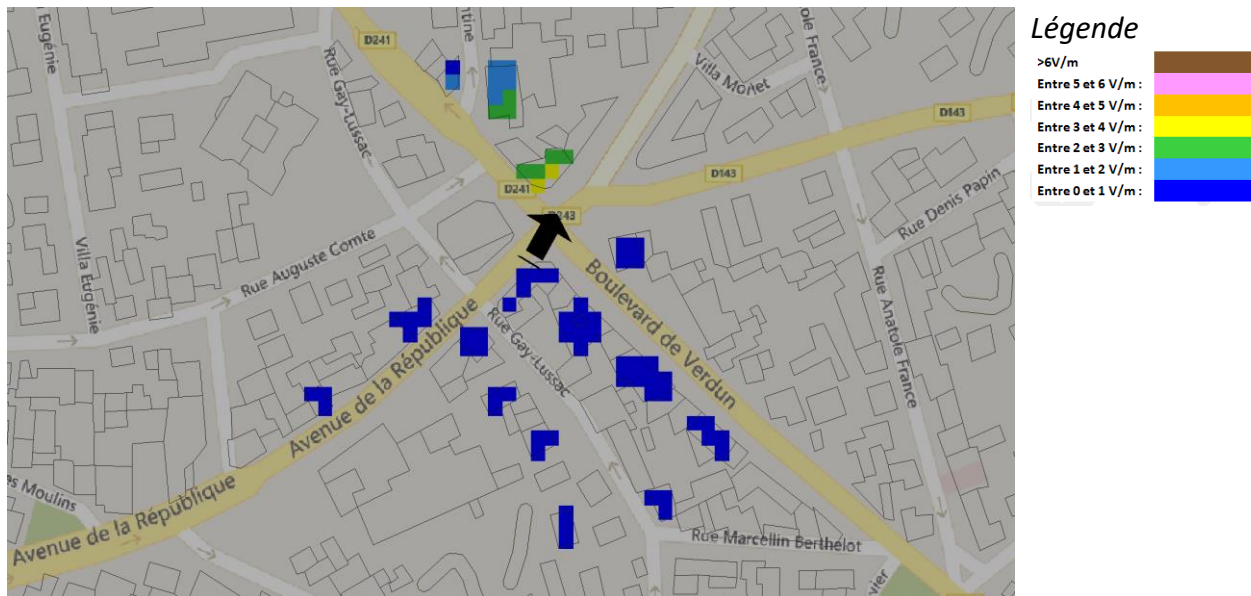 Légende
>6V/m
Entre 5 et 6 V/m :
Entre 4 et 5 V/m :
Entre 3 et 4 V/m :
Entre 2 et 3 V/m :
Entre 1 et 2 V/m :
Entre 0 et 1 V/m :
Eugénie
D241
Rue Gay-Lussac
Villa Monet
France
D143
D143
D241
Rue Denis Papin
Villa Eugénie
Rue Auguste Comte
Boulevard de Verdun
Rue Anatole France
Rue Gay-Lussac
Avenue de la République
Moulins
Avenue de la République
Rue Marcellin Berthelot